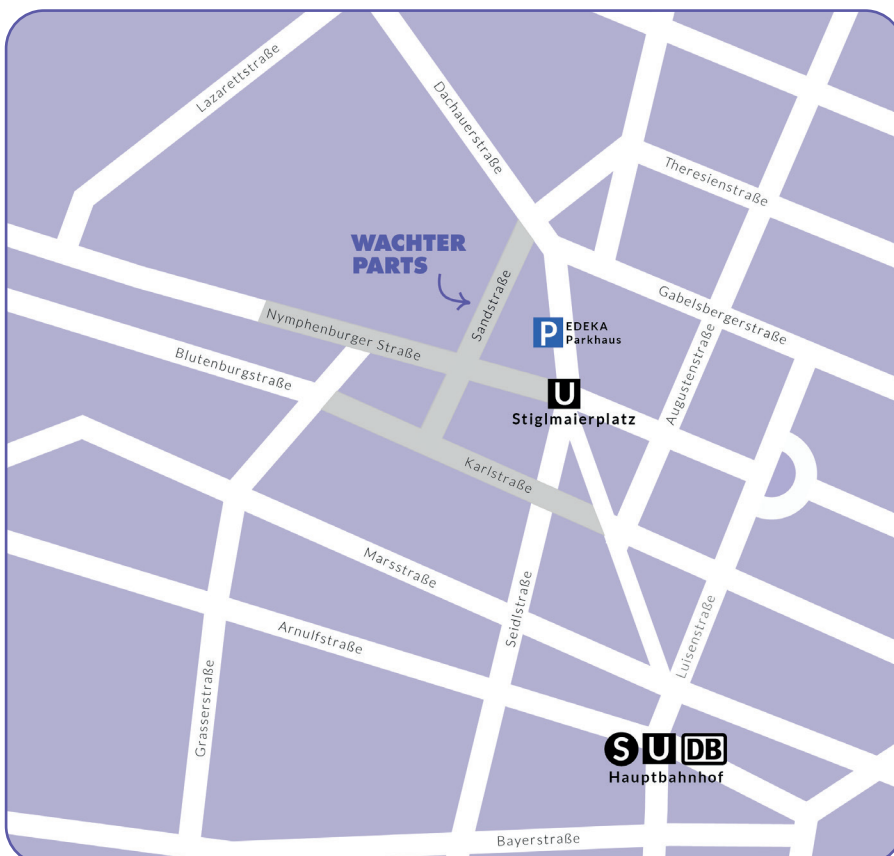 Lazarettstraße
Dachauerstraße
Theresienstraße
WACHTER
PARTS
Sandstraße
Gabelsbergerstraße
Nymphenburger Straße
P EDEKA
Parkhaus
Blutenburgstraße
Augustenstraße
U
Stiglmaierplatz
Karlstraße
Marsstraße
Seidlstraße
Arnulfstraße
Luisenstraße
Grasserstraße
S U DB
Hauptbahnhof
Bayerstraße